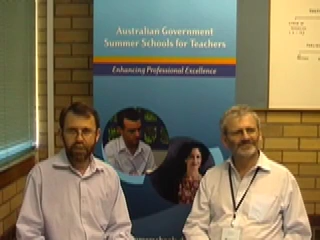 Australian Government
Summer Schools for Teachers
Enhancing Professional Excellence